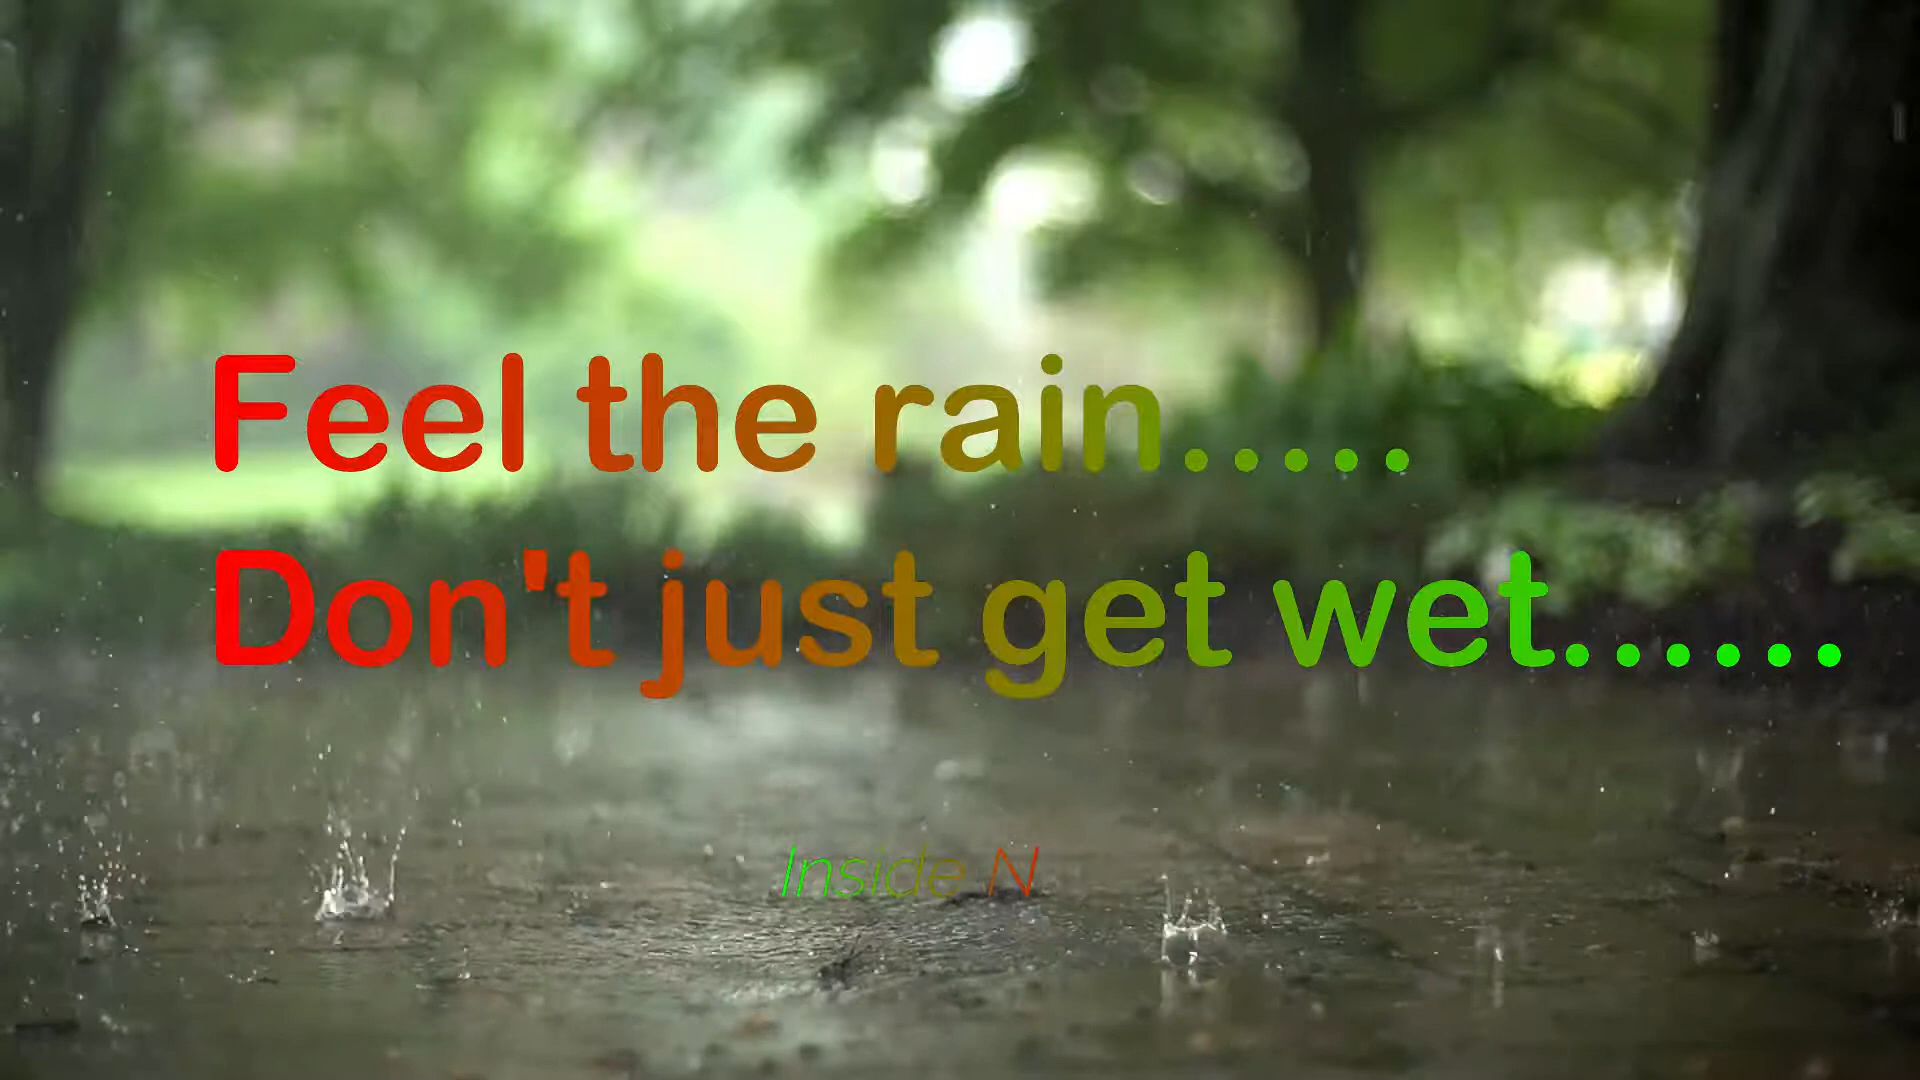 Feel the rain.....
Don't just get wet......
Inside N